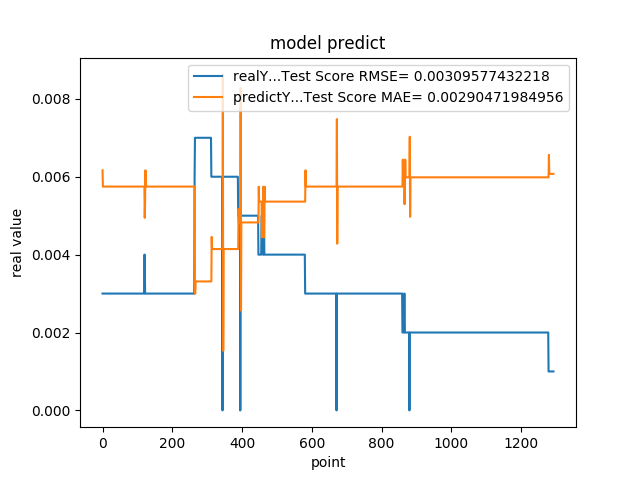 model predict
realY...Test Score RMSE= 0.00309577432218
predictY...Test Score MAE= 0.00290471984956
0.008
0.006
0.004
0.002
0.000
real value
0 200 400 600 800 1000 1200
point